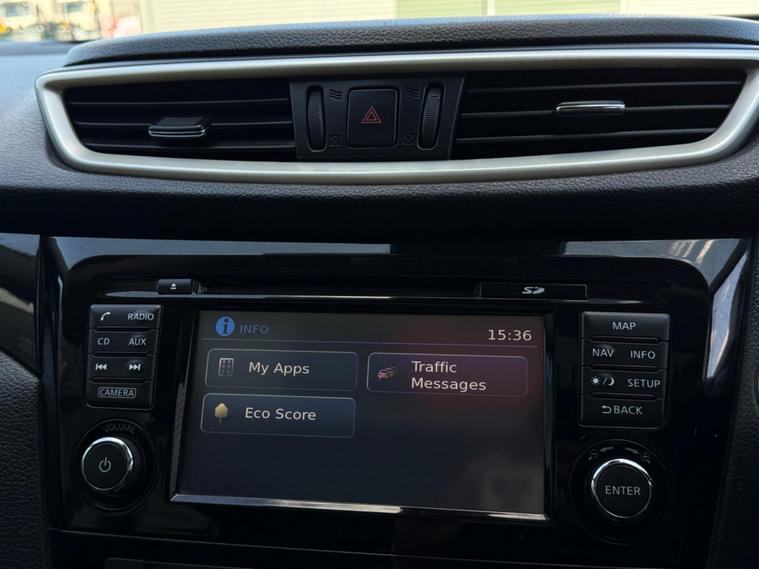 SD
RADIO
CD AUX
CAMERA
VOLUME
INFO
15:36
My Apps
Traffic
Messages
Eco Score
MAP
NAV INFO
SETUP
BACK
ENTER